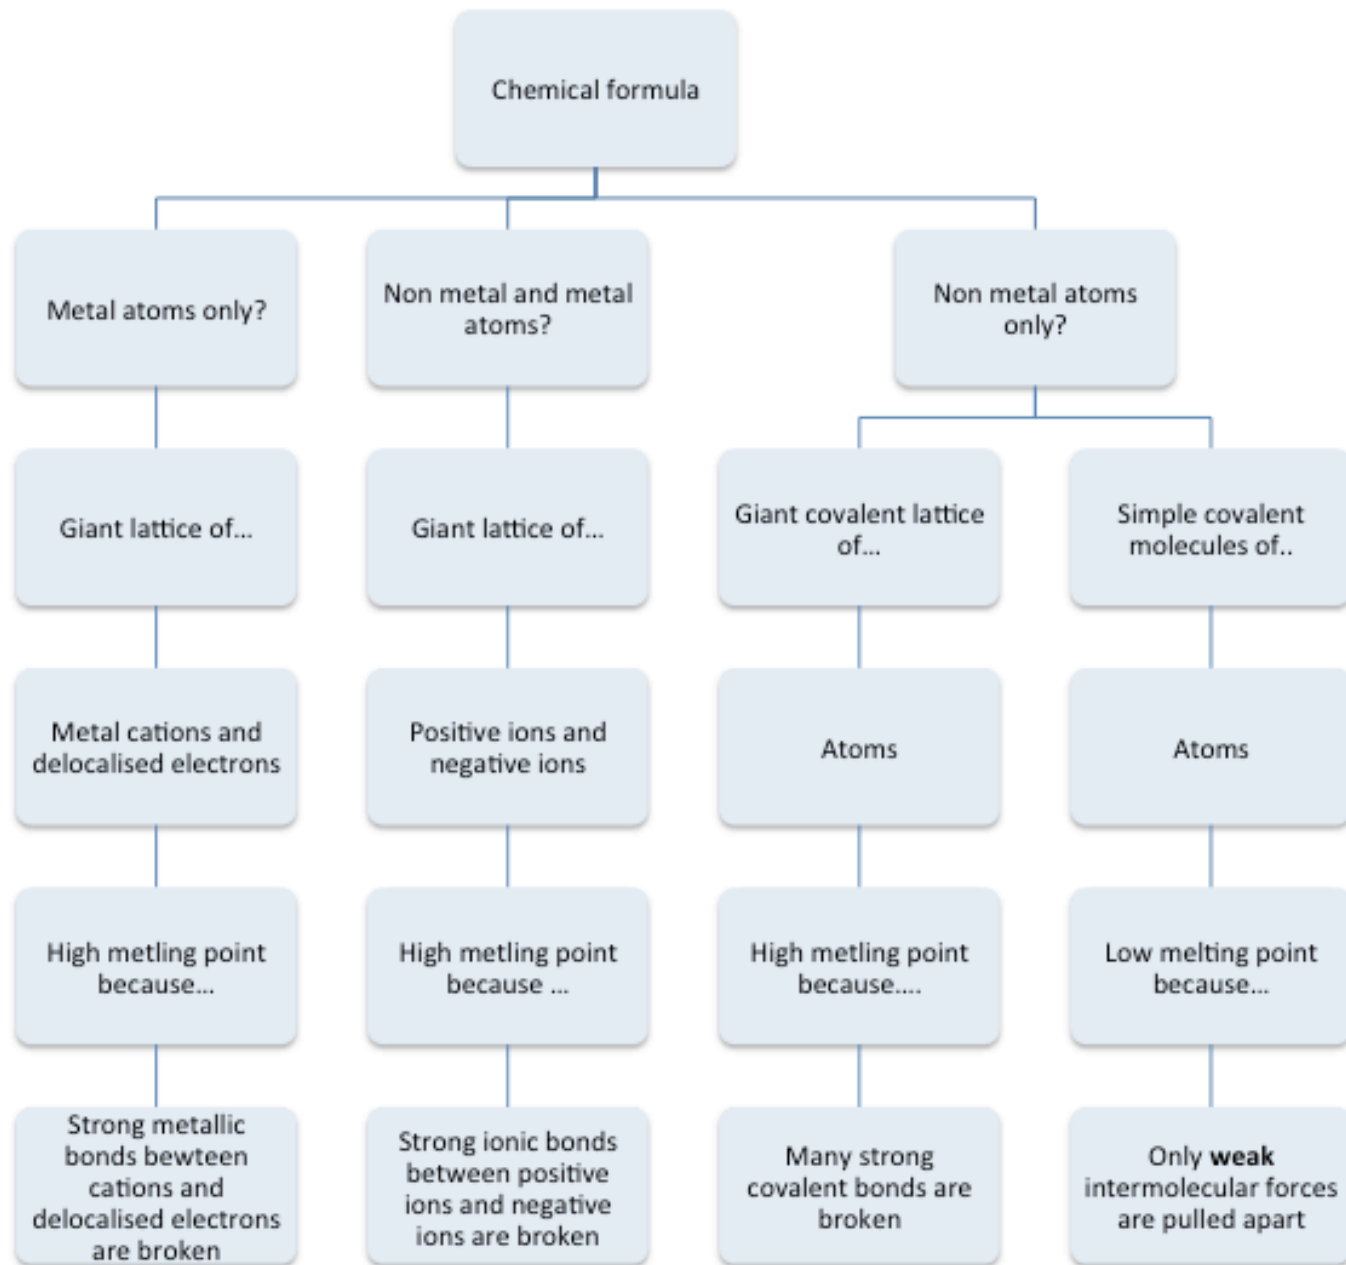 Chemical formula
Metal atoms only?
Non metal and metal
atoms?
Non metal atoms
only?
Giant lattice of...
Giant lattice of...
Giant covalent lattice
of...
Simple covalent
molecules of..
Metal cations and
delocalised electrons
Positive ions and
negative ions
Atoms
Atoms
High metling point
because...
High metling point
because ...
High metling point
because....
Low melting point
because...
Strong metallic
bonds bewteen
cations and
delocalised electrons
are broken
Strong ionic bonds
between positive
ions and negative
ions are broken
Many strong
covalent bonds are
broken
Only weak
intermolecular forces
are pulled apart